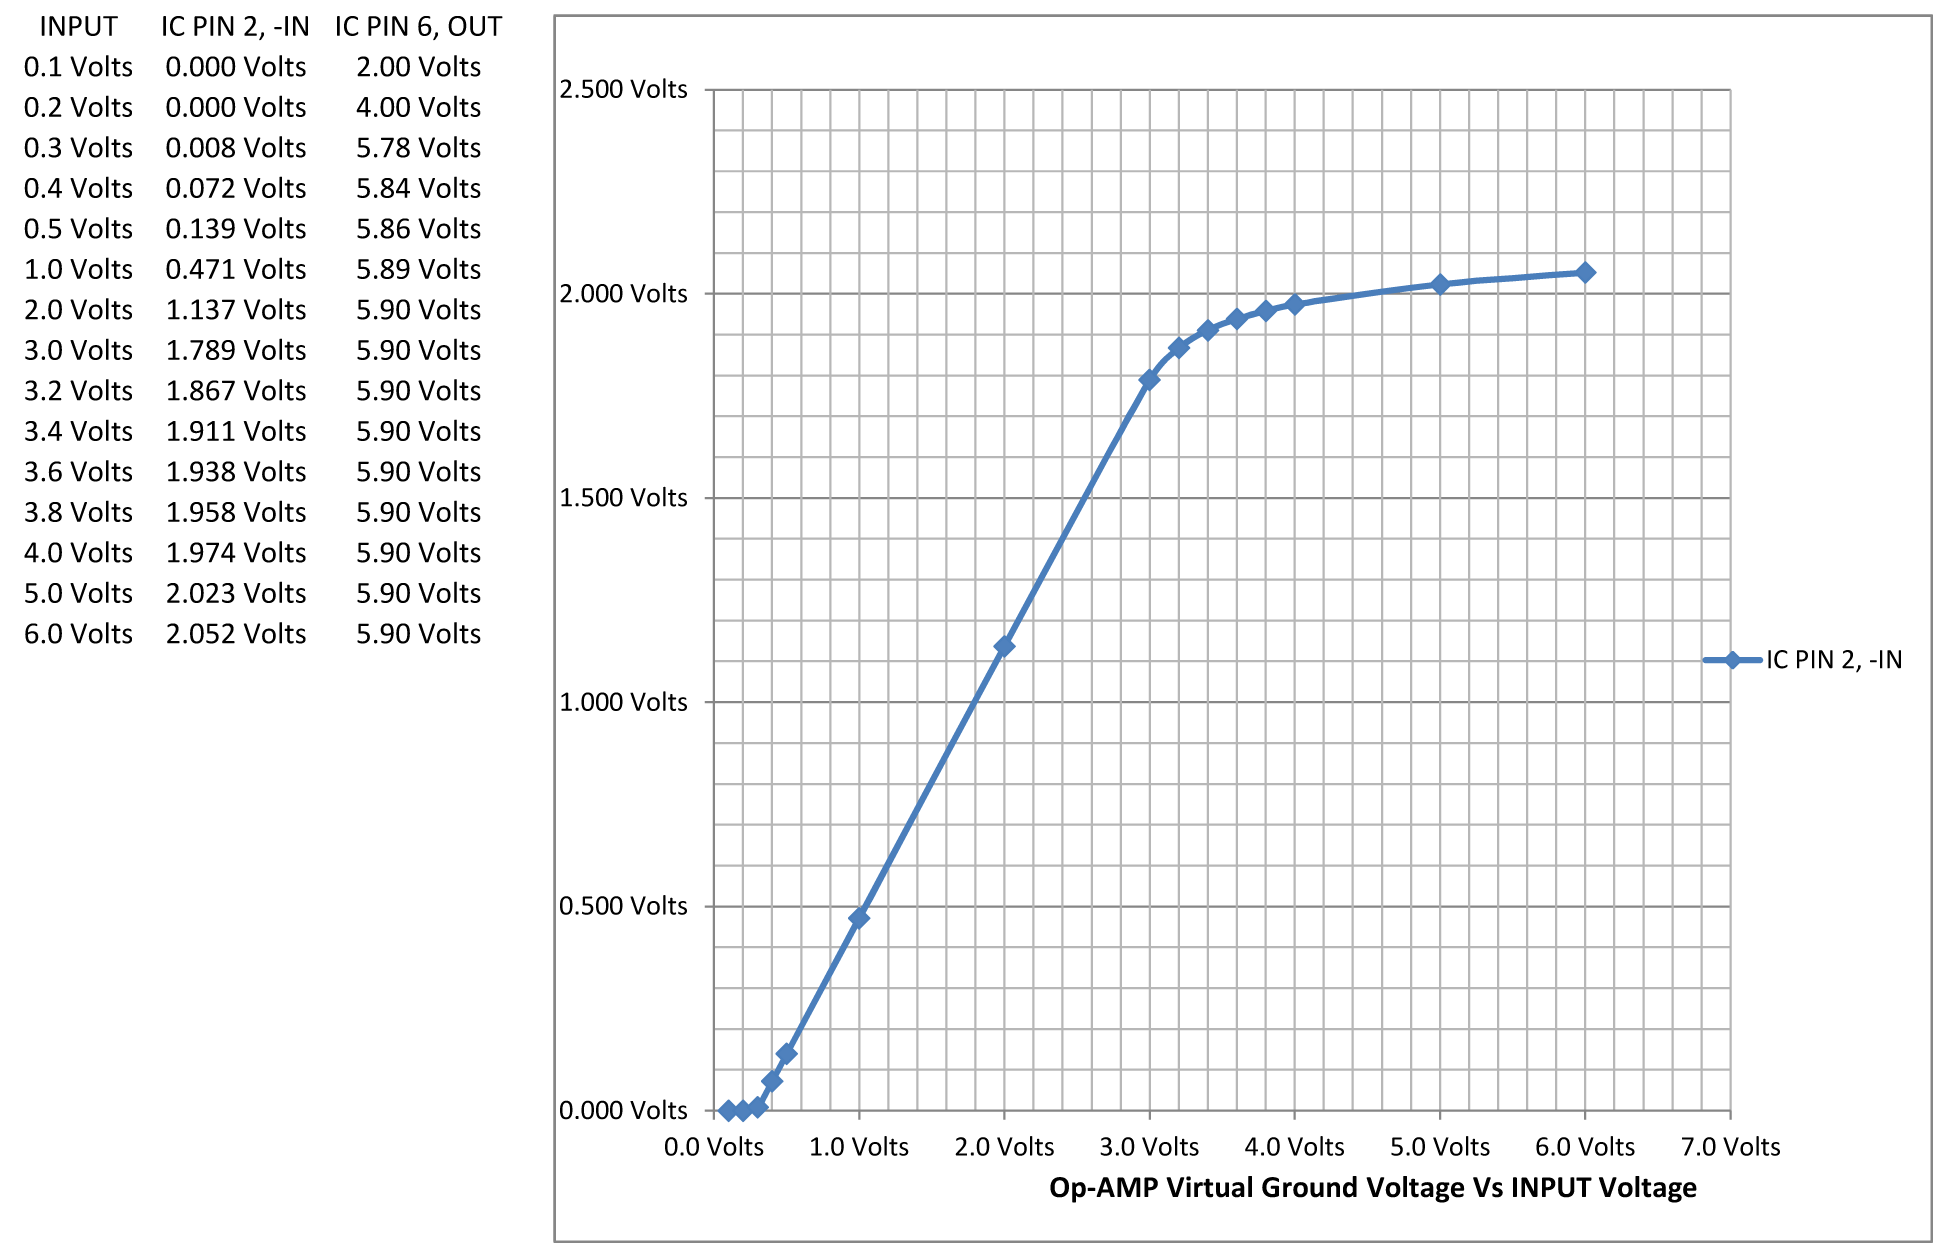 INPUT IC PIN 2, -IN IC PIN 6, OUT
0.1 Volts 0.000 Volts 2.00 Volts
0.2 Volts 0.000 Volts 4.00 Volts
0.3 Volts 0.008 Volts 5.78 Volts
0.4 Volts 0.072 Volts 5.84 Volts
0.5 Volts 0.139 Volts 5.86 Volts
1.0 Volts 0.471 Volts 5.89 Volts
2.0 Volts 1.137 Volts 5.90 Volts
3.0 Volts 1.789 Volts 5.90 Volts
3.2 Volts 1.867 Volts 5.90 Volts
3.4 Volts 1.911 Volts 5.90 Volts
3.6 Volts 1.938 Volts 5.90 Volts
3.8 Volts 1.958 Volts 5.90 Volts
4.0 Volts 1.974 Volts 5.90 Volts
5.0 Volts 2.023 Volts 5.90 Volts
6.0 Volts 2.052 Volts 5.90 Volts
2.500 Volts
2.000 Volts
1.500 Volts
1.000 Volts
0.500 Volts
0.000 Volts
0.0 Volts 1.0 Volts 2.0 Volts 3.0 Volts 4.0 Volts 5.0 Volts 6.0 Volts 7.0 Volts
Op-AMP Virtual Ground Voltage Vs INPUT Voltage
IC PIN 2, -IN